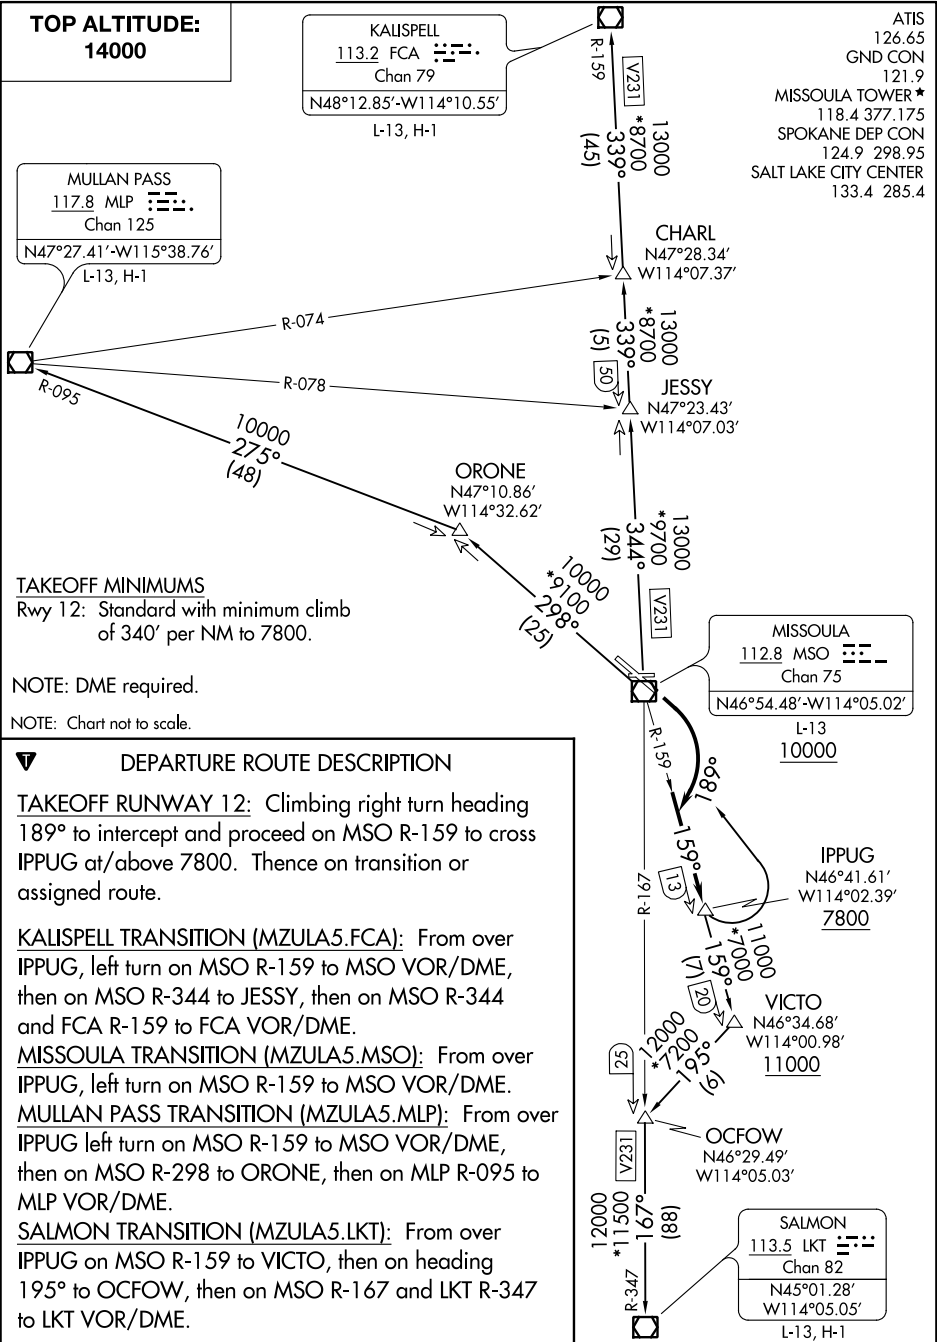 TOP ALTITUDE:
14000
KALISPELL
113.2 FCA
Chan 79
N48°12.85'-W114°10.55'
L-13, H-1
ATIS
126.65
GND CON
121.9
MISSOULA TOWER★
118.4 377.175
SPOKANE DEP CON
124.9 298.95
SALT LAKE CITY CENTER
133.4 285.4
R-159
V231
13000
*8700
339°
(45)
MULLAN PASS
117.8 MLP
Chan 125
N47°27.41'-W115°38.76'
L-13, H-1
CHARL
N47°28.34'
W114°07.37'
R-074
13000
*8700
339°
(5)
R-078
50
R-095
JESSY
N47°23.43'
W114°07.03'
10000
275°
(48)
ORONE
N47°10.86'
W114°32.62'
13000
*9700
344°
(29)
V231
10000
*9100
298°
(25)
TAKEOFF MINIMUMS
Rwy 12: Standard with minimum climb
of 340' per NM to 7800.
NOTE: DME required.
NOTE: Chart not to scale.
MISSOULA
112.8 MSO
Chan 75
N46°54.48'-W114°05.02'
L-13
10000
R-159
189°
159°
R-167
13
IPPUG
N46°41.61'
W114°02.39'
7800
11000
*7000
159°
(7)
20
VICTO
N46°34.68'
W114°00.98'
11000
12000
*7200
195°
(6)
25
OCFOW
N46°29.49'
W114°05.03'
V231
12000
*11500
167°
(88)
R-347
SALMON
113.5 LKT
Chan 82
N45°01.28'
W114°05.05'
L-13, H-1
T
DEPARTURE ROUTE DESCRIPTION
TAKEOFF RUNWAY 12: Climbing right turn heading
189° to intercept and proceed on MSO R-159 to cross
IPPUG at/above 7800. Thence on transition or
assigned route.
KALISPELL TRANSITION (MZULA5.FCA): From over
IPPUG, left turn on MSO R-159 to MSO VOR/DME,
then on MSO R-344 to JESSY, then on MSO R-344
and FCA R-159 to FCA VOR/DME.
MISSOULA TRANSITION (MZULA5.MSO): From over
IPPUG, left turn on MSO R-159 to MSO VOR/DME.
MULLAN PASS TRANSITION (MZULA5.MLP): From over
IPPUG left turn on MSO R-159 to MSO VOR/DME,
then on MSO R-298 to ORONE, then on MLP R-095 to
MLP VOR/DME.
SALMON TRANSITION (MZULA5.LKT): From over
IPPUG on MSO R-159 to VICTO, then on heading
195° to OCFOW, then on MSO R-167 and LKT R-347
to LKT VOR/DME.